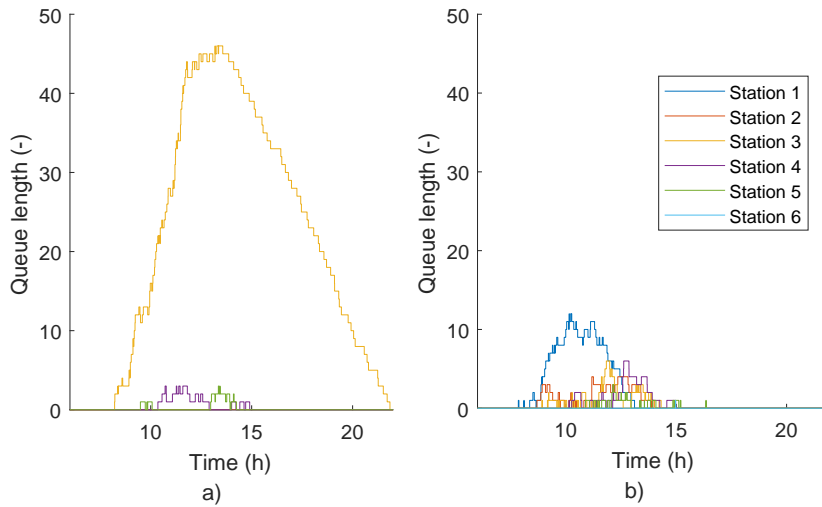 50
40
30
20
10
0
Queue length (-)
10 15 20
Time (h)
a)
50
40
30
20
10
0
Queue length (-)
10 15 20
Time (h)
b)
Station 1
Station 2
Station 3
Station 4
Station 5
Station 6